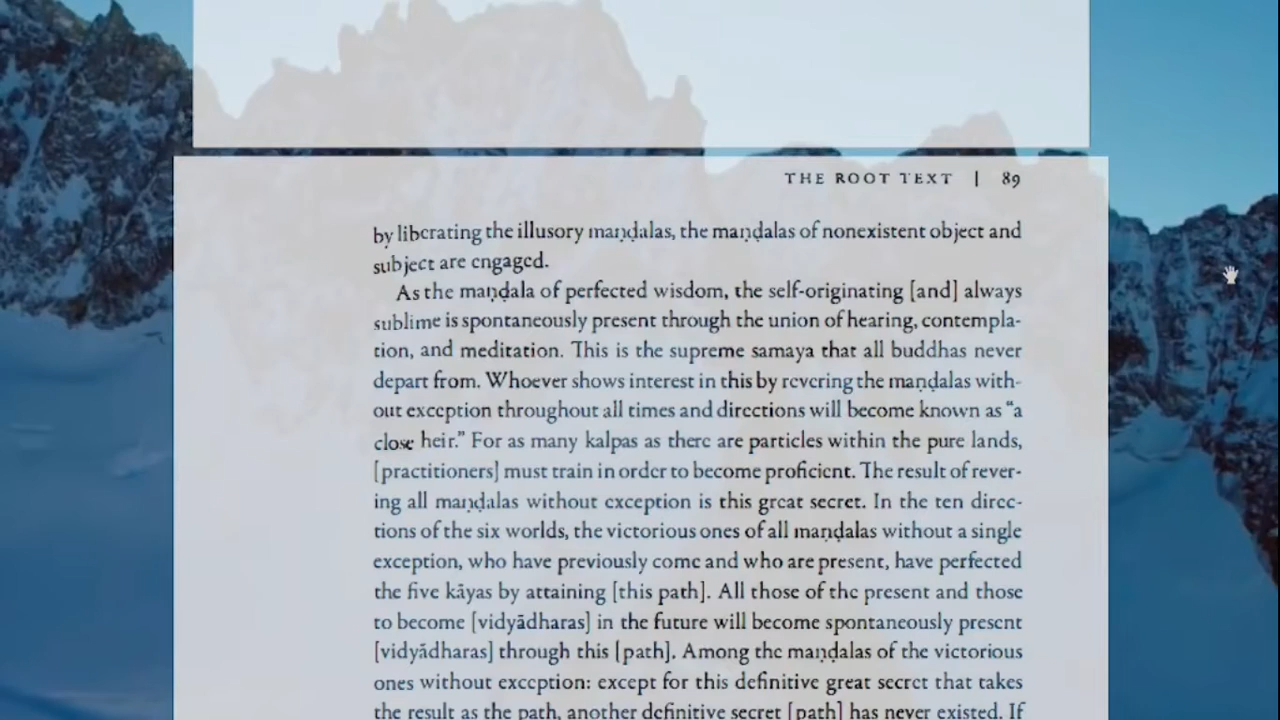 THE ROOT TEXT | 89
by liberating the illusory maṇḍalas, the maṇḍalas of nonexistent object and
subject are engaged.
As the maṇḍala of perfected wisdom, the self-originating [and] always
sublime is spontaneously present through the union of hearing, contempla-
tion, and meditation. This is the supreme samaya that all buddhas never
depart from. Whoever shows interest in this by revering the maṇḍalas with-
out exception throughout all times and directions will become known as “a
close heir.” For as many kalpas as there are particles within the pure lands,
[practitioners] must train in order to become proficient. The result of rever-
ing all maṇḍalas without exception is this great secret. In the ten direc-
tions of the six worlds, the victorious ones of all maṇḍalas without a single
exception, who have previously come and who are present, have perfected
the five kāyas by attaining [this path]. All those of the present and those
to become [vidyādharas] in the future will become spontaneously present
[vidyādharas] through this [path]. Among the maṇḍalas of the victorious
ones without exception: except for this definitive great secret that takes
the result as the path, another definitive secret [path] has never existed. If